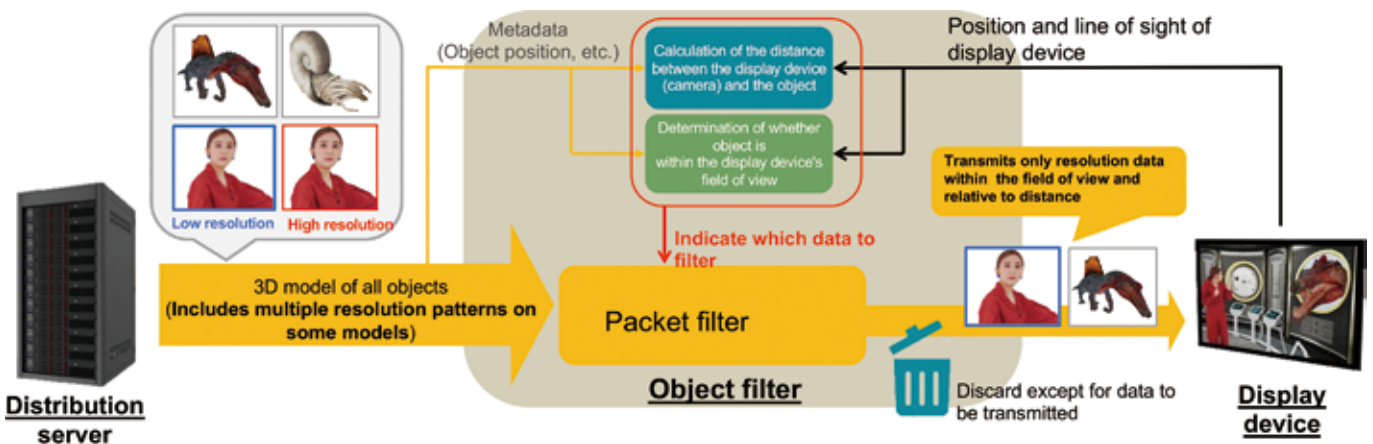 Metadata
(Object position, etc.)
Calculation of the distance
between the display device
(camera) and the object
Position and line of sight of
display device
Determination of whether
object is
within the display device's
field of view
Transmits only resolution data
within the field of view and
relative to distance
Low resolution
High resolution
Indicate which data to
filter
3D model of all objects
(Includes multiple resolution patterns on
some models)
Packet filter
Object filter
Discard except for data to
be transmitted
Distribution
server
Display
device